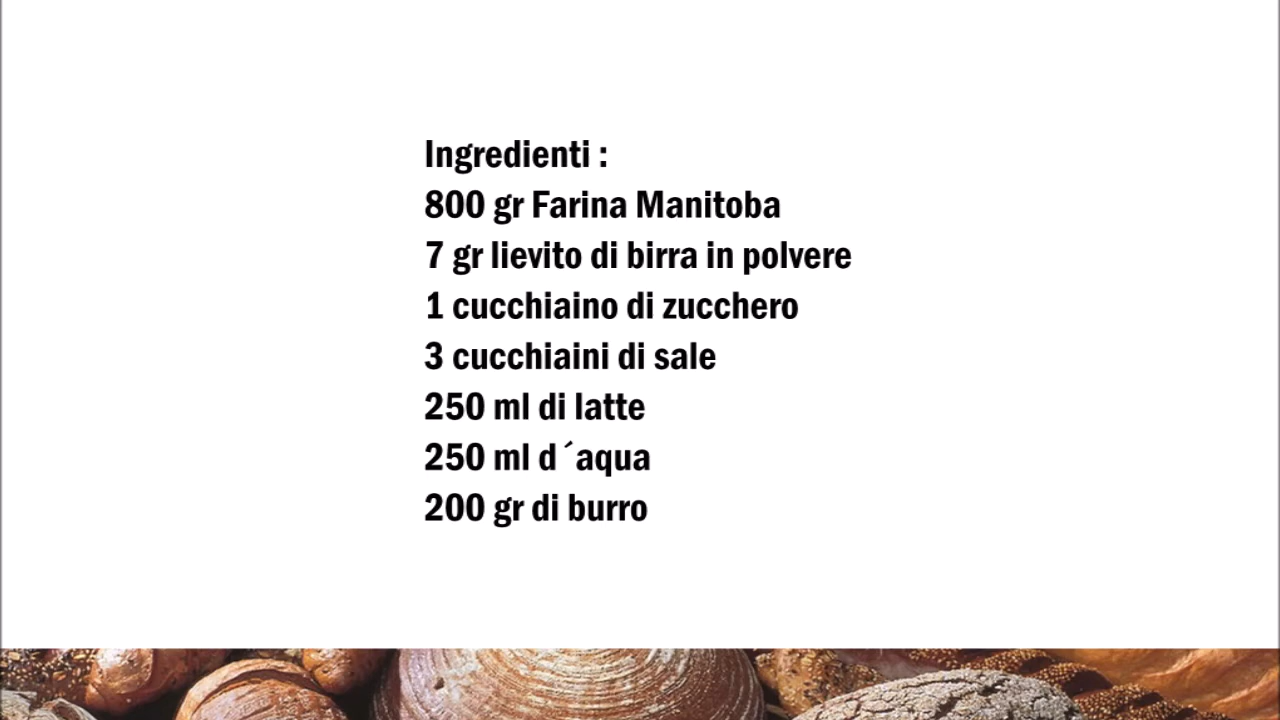 Ingredienti :
800 gr Farina Manitoba
7 gr lievito di birra in polvere
1 cucchiaino di zucchero
3 cucchiaini di sale
250 ml di latte
250 ml d´aqua
200 gr di burro